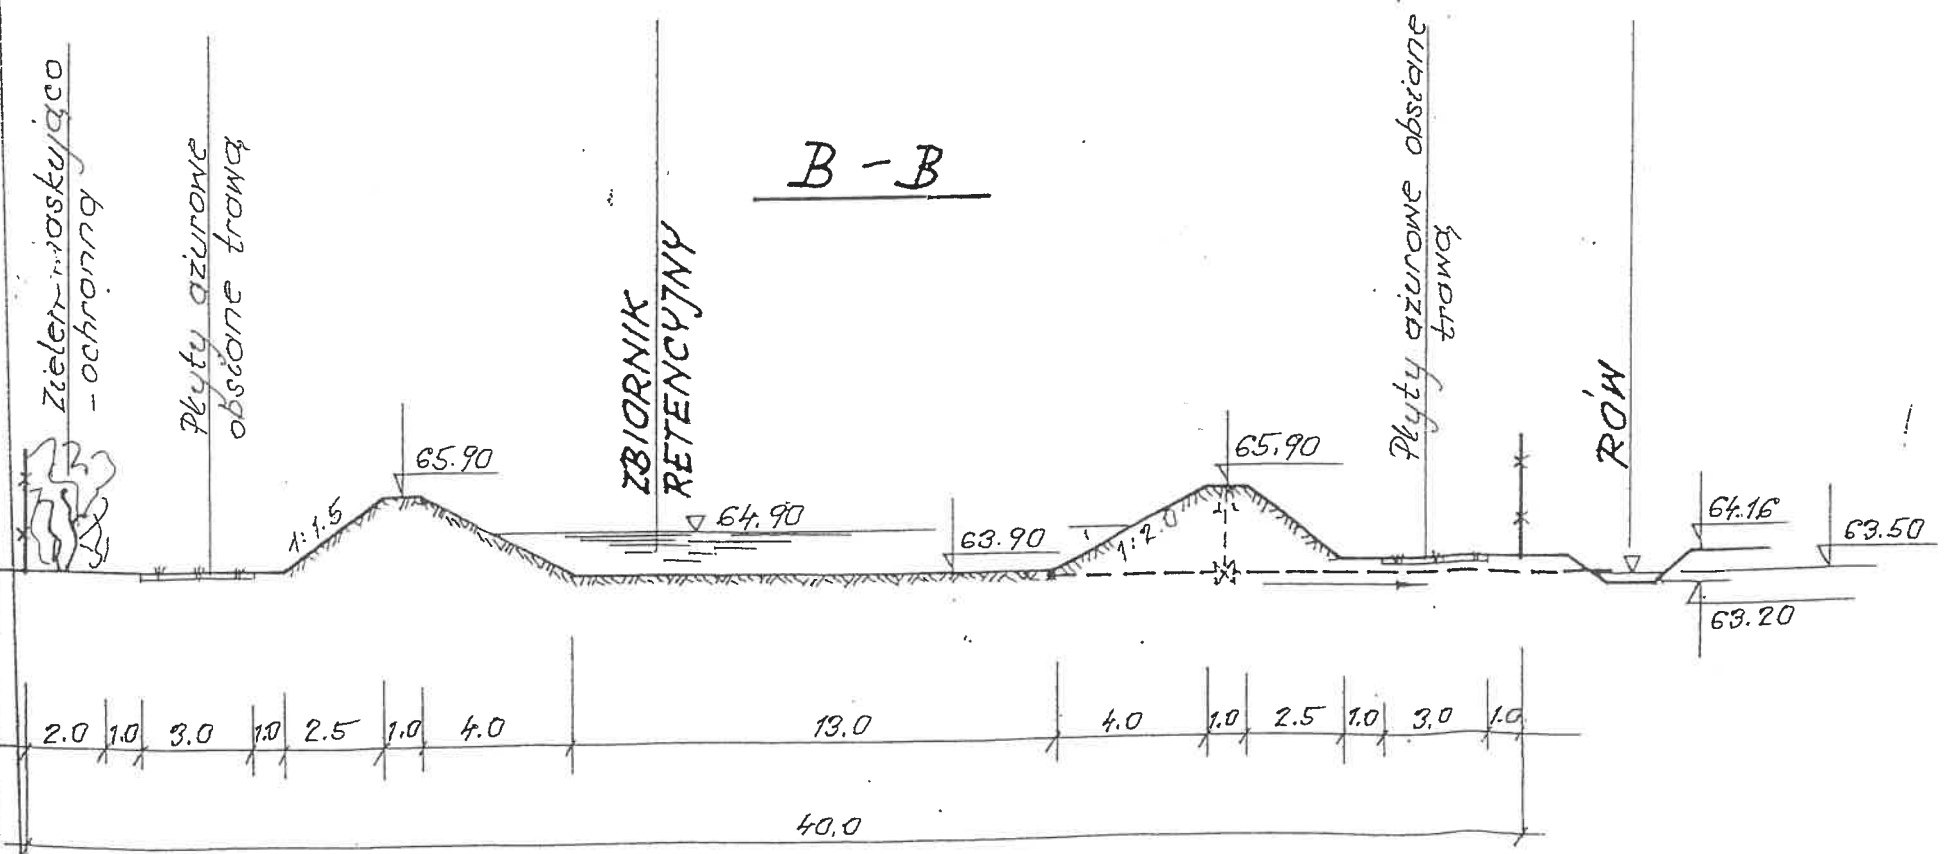 Zieleń maskująco
- ochronna
Płyty ażurowe
obsiane trawą
B - B
ZBIORNIK
RETENCYJNY
Płyty ażurowe obsiane
trawą
RÓW
65.90
65.90
64.90
63.90
1:1.5
1:2.0
64.16
63.50
63.20
2.0 1.0 3.0 1.0 2.5 1.0 4.0 13.0 4.0 1.0 2.5 1.0 3.0 1.0
40.0